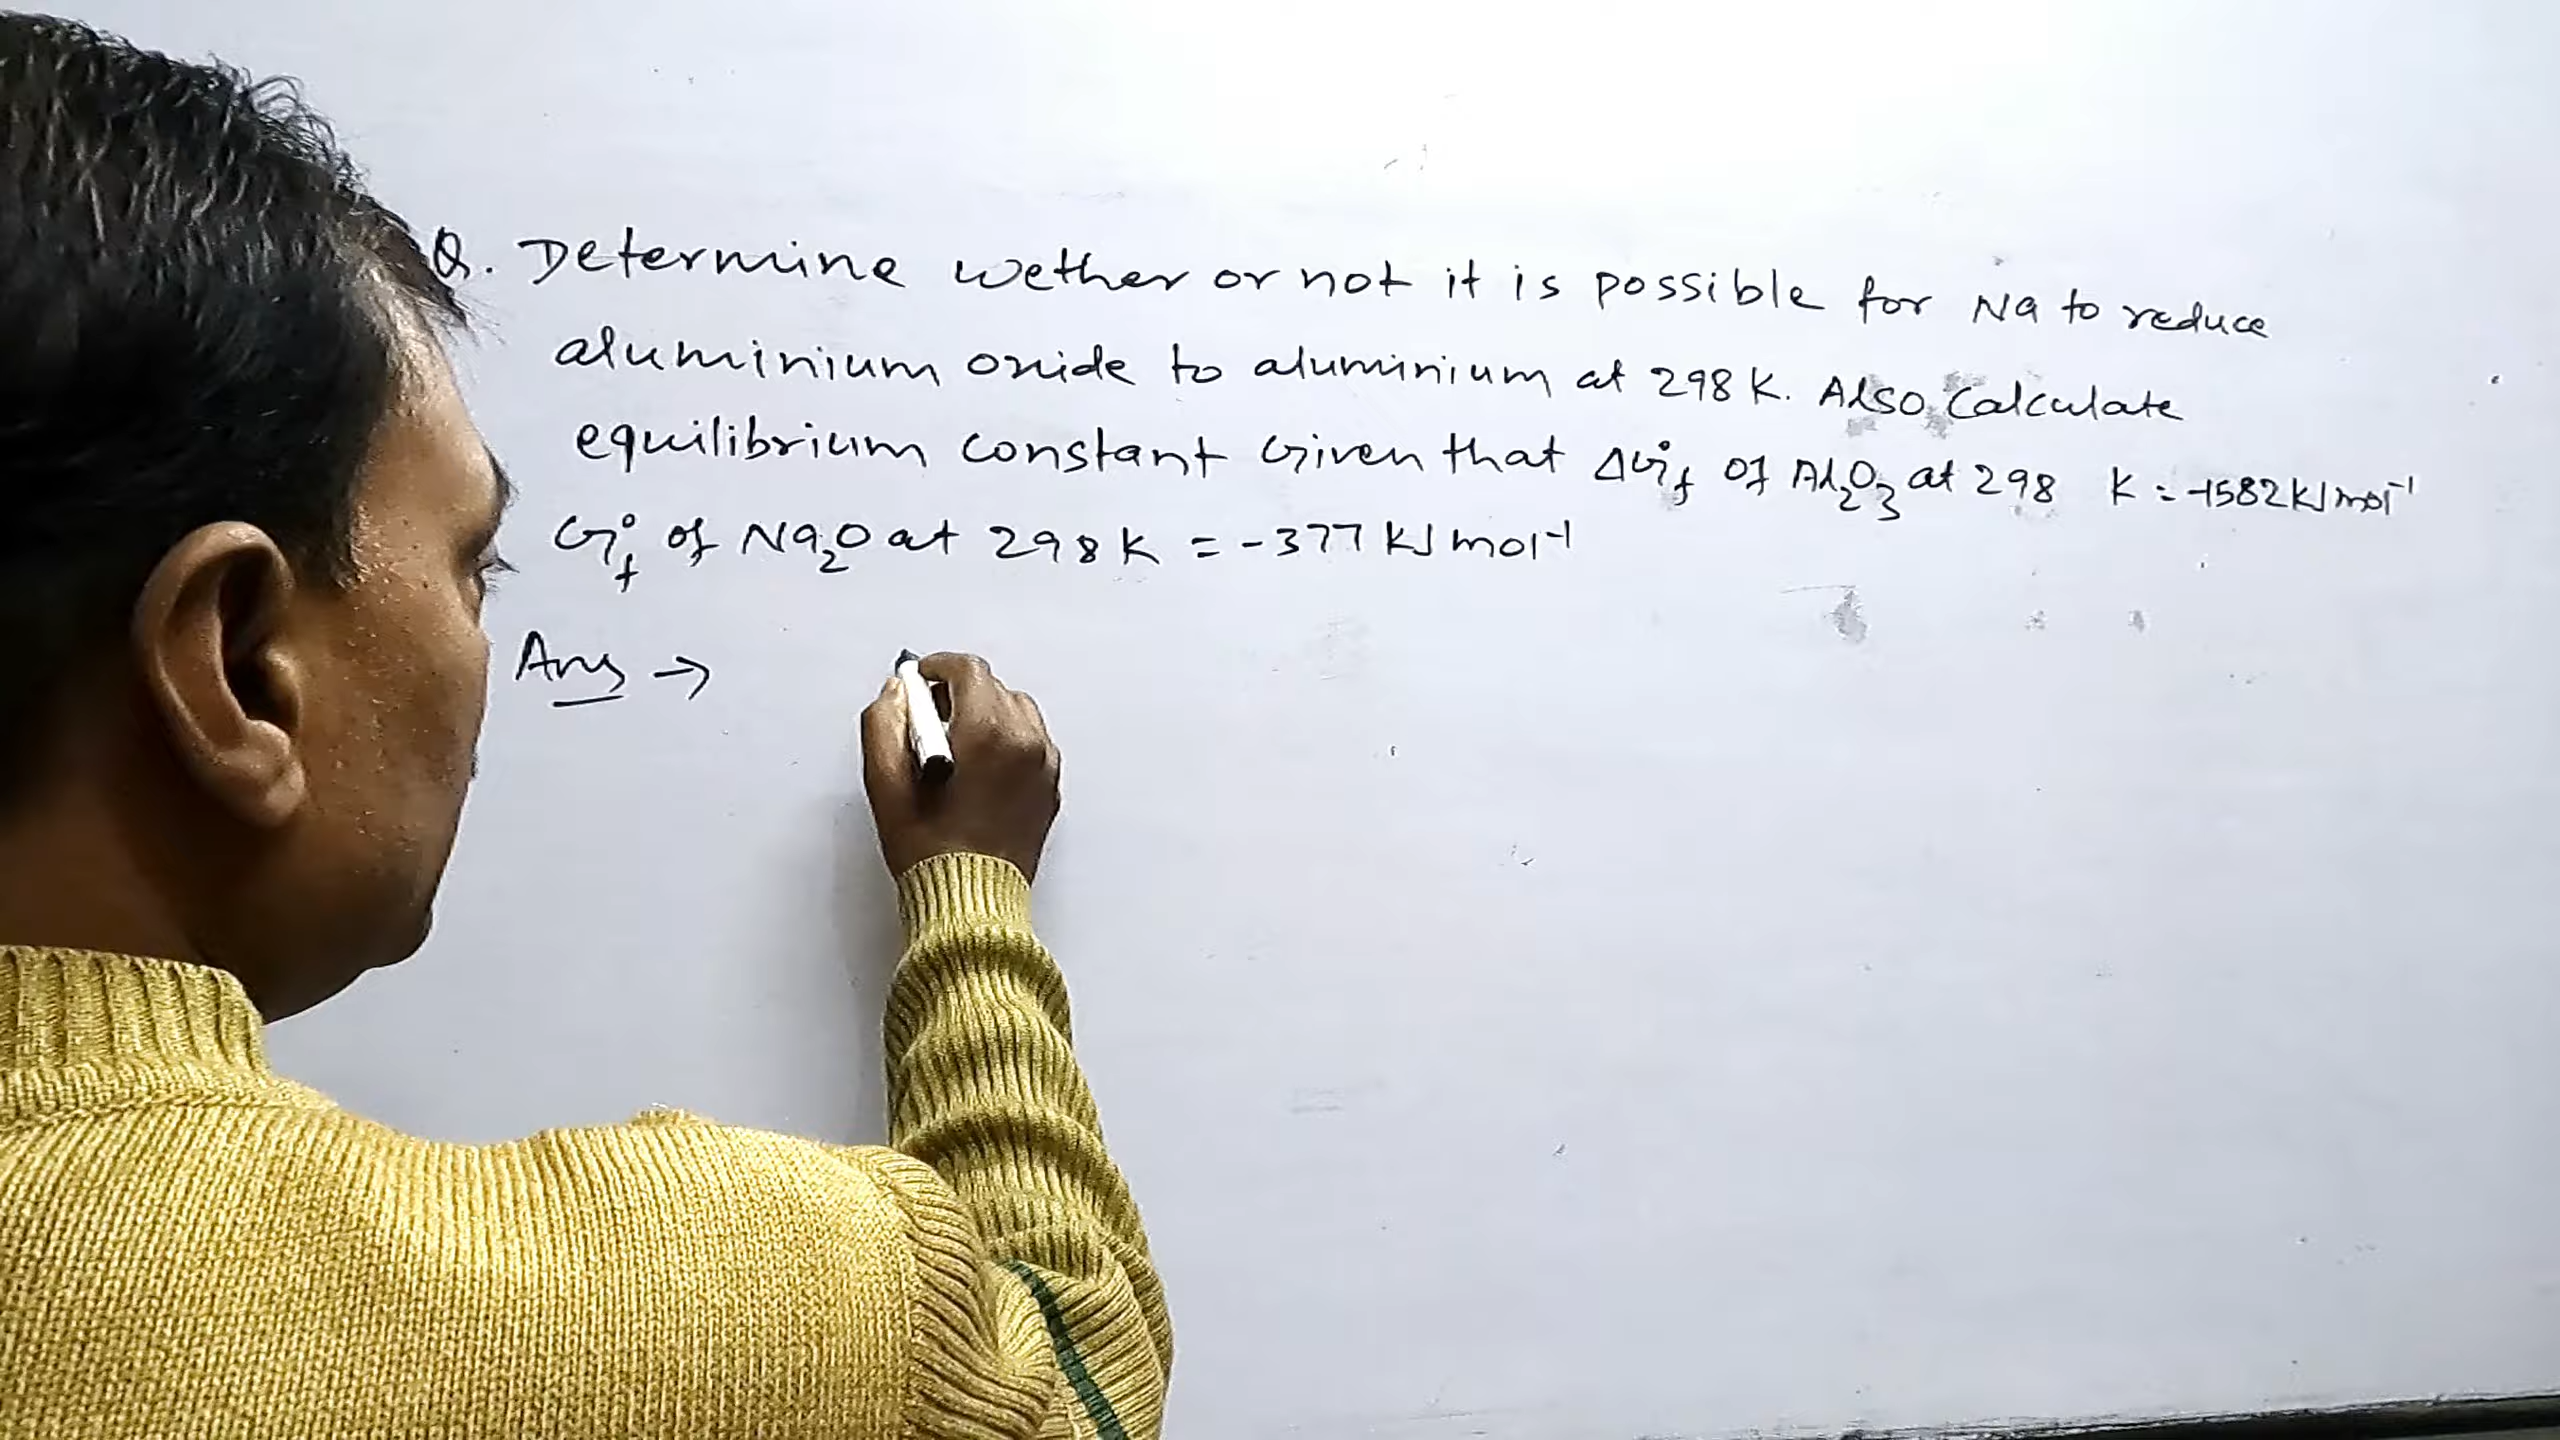 Q. Determine wether or not it is possible for Na to reduce
aluminium oxide to aluminium at 298 K. Also Calculate
equilibrium constant Given that ΔG°f of Al₂O₃ at 298 K = -1582 KJ mol⁻¹
G°f of Na₂O at 298 K = -377 KJ mol⁻¹
Ans →